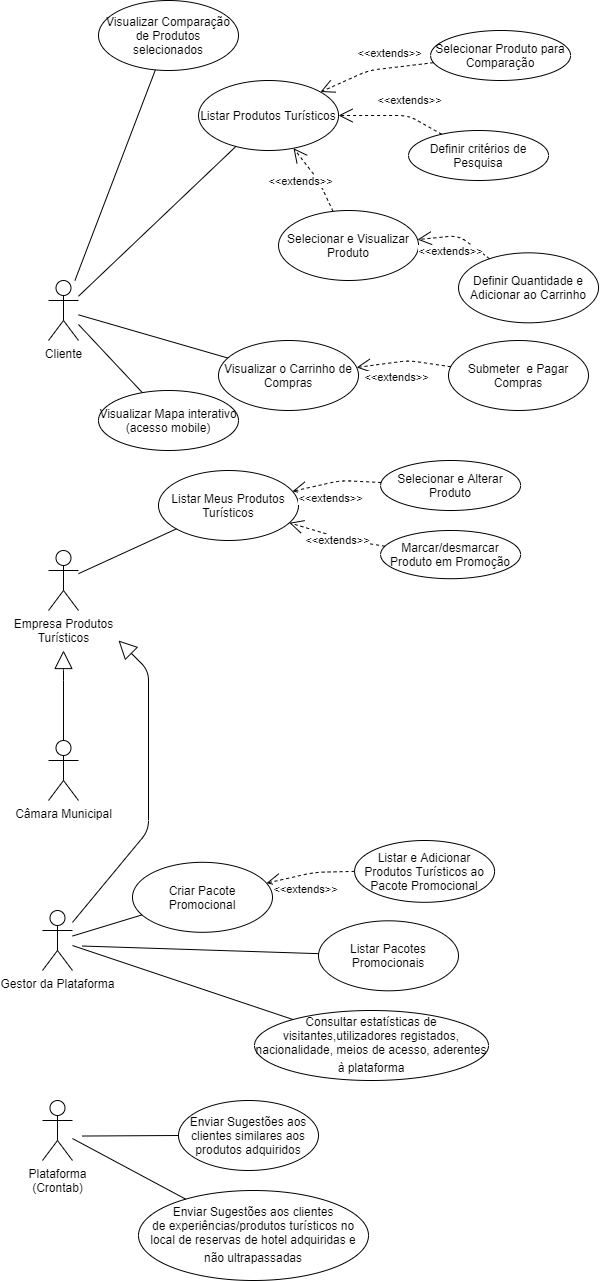 Visualizar Comparação
de Produtos
selecionados
<<extends>>
Selecionar Produto para
Comparação
Listar Produtos Turísticos
<<extends>>
Definir critérios de
Pesquisa
<<extends>>
Selecionar e Visualizar
Produto
<<extends>>
Definir Quantidade e
Adicionar ao Carrinho
Cliente
Visualizar o Carrinho de
Compras
<<extends>>
Submeter e Pagar
Compras
Visualizar Mapa interativo
(acesso mobile)
Listar Meus Produtos
Turísticos
<<extends>>
Selecionar e Alterar
Produto
<<extends>>
Marcar/desmarcar
Produto em Promoção
Empresa Produtos
Turísticos
Câmara Municipal
Criar Pacote
Promocional
<<extends>>
Listar e Adicionar
Produtos Turísticos ao
Pacote Promocional
Listar Pacotes
Promocionais
Gestor da Plataforma
Consultar estatísticas de
visitantes,utilizadores registados,
nacionalidade, meios de acesso, aderentes
à plataforma
Enviar Sugestões aos
clientes similares aos
produtos adquiridos
Plataforma
(Crontab)
Enviar Sugestões aos clientes
de experiências/produtos turísticos no
local de reservas de hotel adquiridas e
não ultrapassadas